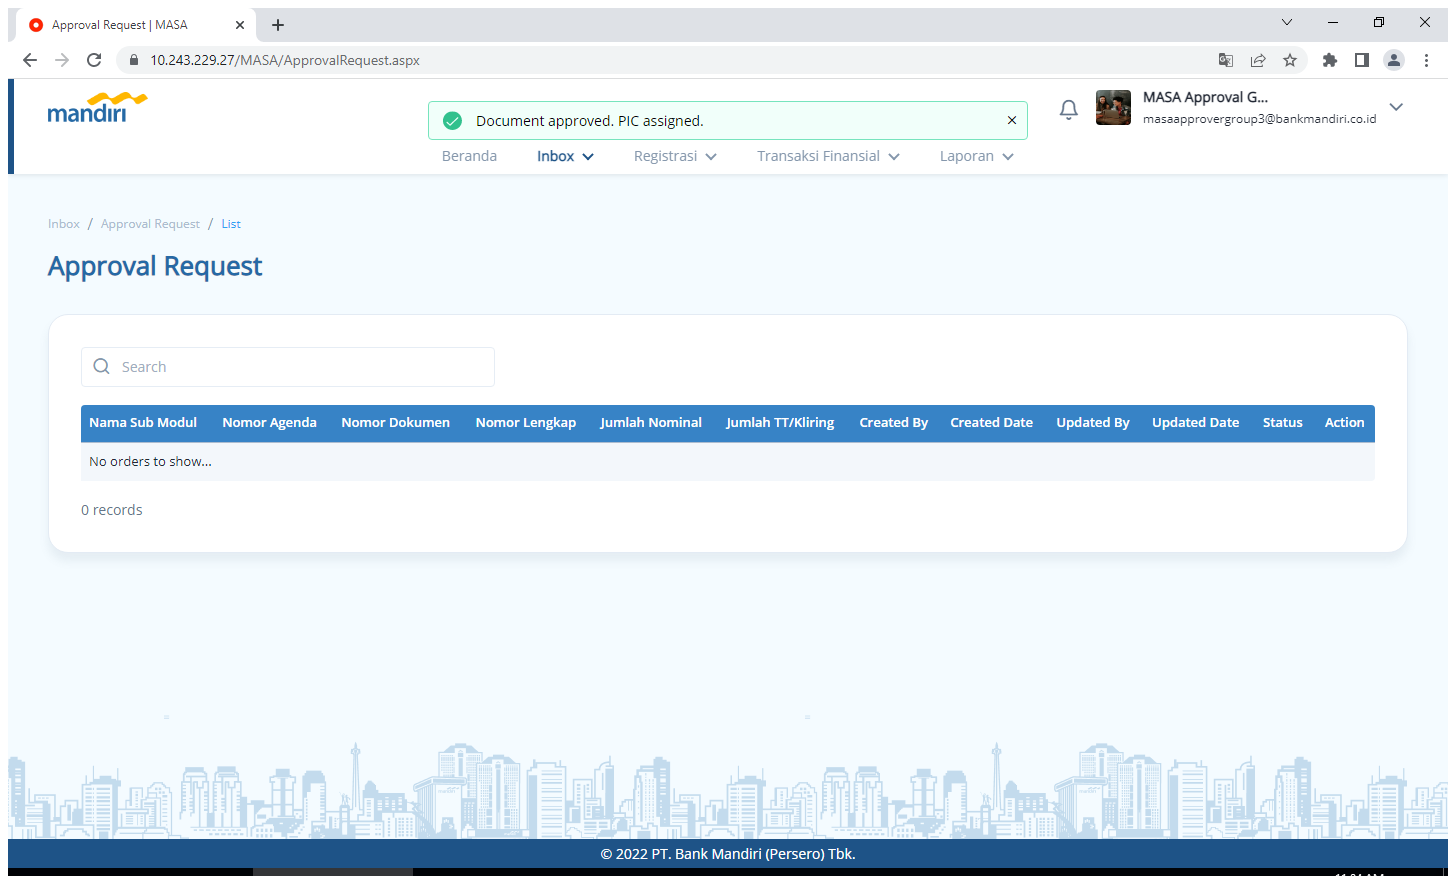 Approval Request | MASA
10.243.229.27/MASA/ApprovalRequest.aspx
mandiri
Document approved. PIC assigned.
MASA Approval G...
masaapprovergroup3@bankmandiri.co.id
Beranda Inbox Registrasi Transaksi Finansial Laporan
Inbox / Approval Request / List
Approval Request
Search
Nama Sub Modul Nomor Agenda Nomor Dokumen Nomor Lengkap Jumlah Nominal Jumlah TT/Kliring Created By Created Date Updated By Updated Date Status Action
No orders to show...
0 records
© 2022 PT. Bank Mandiri (Persero) Tbk.